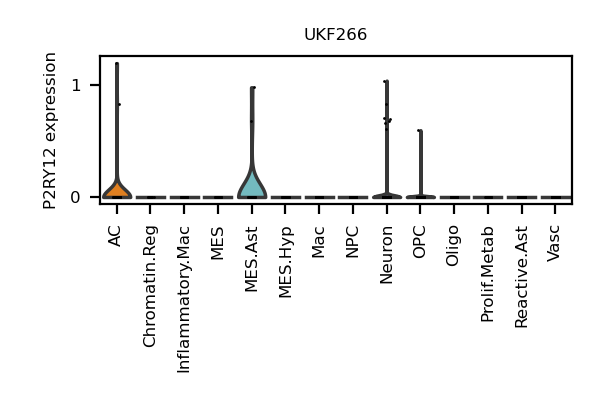 UKF266
P2RY12 expression
1
0
AC
Chromatin.Reg
Inflammatory.Mac
MES
MES.Ast
MES.Hyp
Mac
NPC
Neuron
OPC
Oligo
Prolif.Metab
Reactive.Ast
Vasc